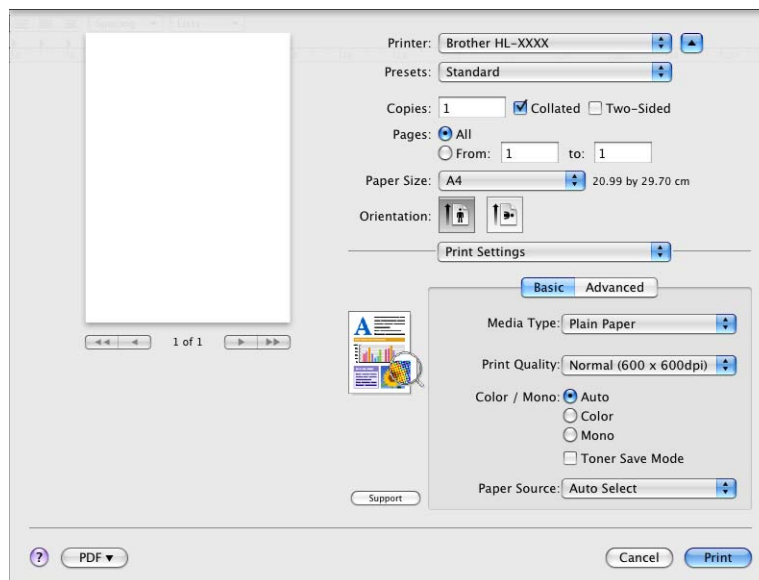 Printer: Brother HL-XXXX
Presets: Standard
Copies: 1 Collated Two-Sided
Pages: All
From: 1 to: 1
Paper Size: A4 20.99 by 29.70 cm
Orientation:
Print Settings
Basic Advanced
Media Type: Plain Paper
Print Quality: Normal (600 x 600dpi)
Color / Mono: Auto
Color
Mono
Toner Save Mode
Paper Source: Auto Select
1 of 1
A
Support
? PDF ▼ Cancel Print